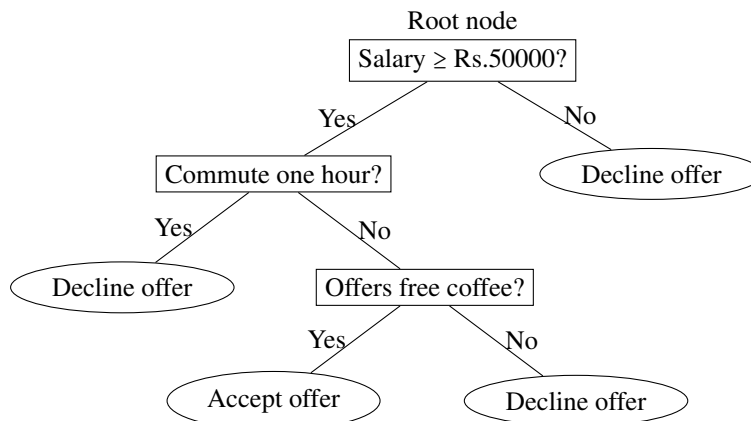 Root node
Salary ≥ Rs.50000?
Yes
No
Commute one hour?
Decline offer
Yes
No
Decline offer
Offers free coffee?
Yes
No
Accept offer
Decline offer